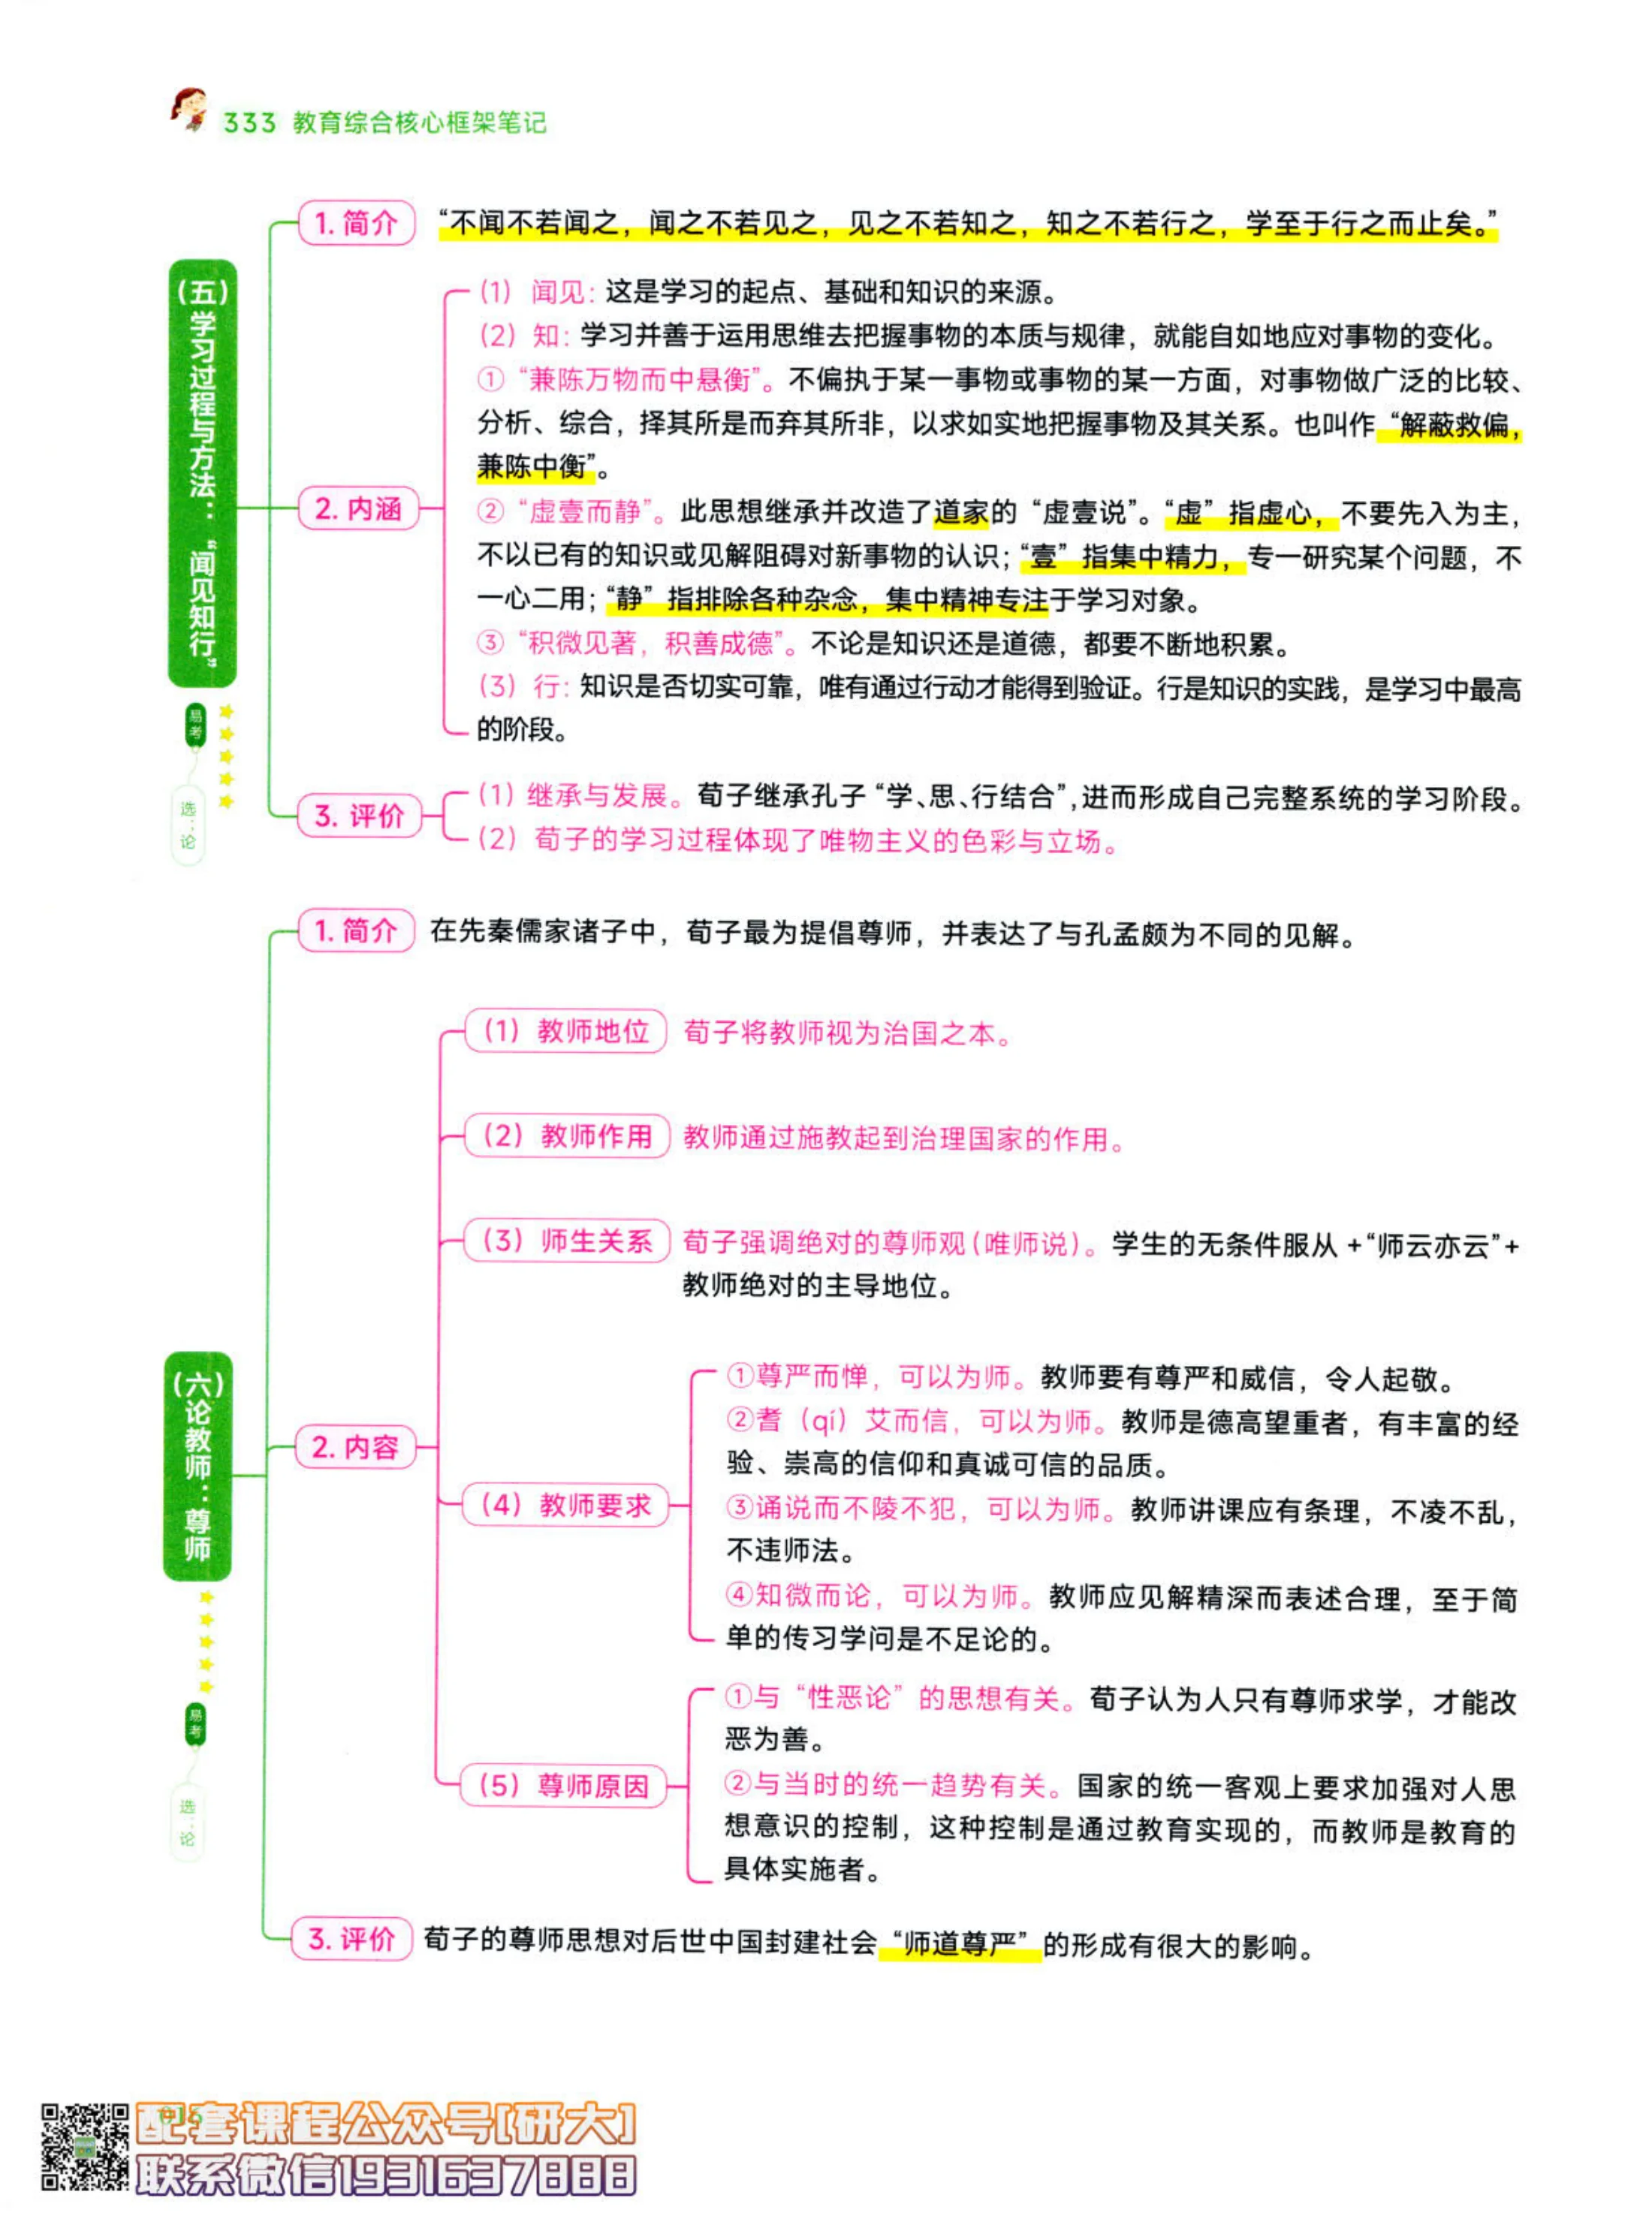 333 教育综合核心框架笔记
(五)学习过程与方法：“闻见知行”
易考
选；论
1. 简介
“不闻不若闻之，闻之不若见之，见之不若知之，知之不若行之，学至于行之而止矣。”
2. 内涵
(1) 闻见：这是学习的起点、基础和知识的来源。
(2) 知：学习并善于运用思维去把握事物的本质与规律，就能自如地应对事物的变化。
① “兼陈万物而中悬衡”。不偏执于某一事物或事物的某一方面，对事物做广泛的比较、
分析、综合，择其所是而弃其所非，以求如实地把握事物及其关系。也叫作“解蔽救偏，
兼陈中衡”。
② “虚壹而静”。此思想继承并改造了道家的“虚壹说”。“虚”指虚心，不要先入为主，
不以已有的知识或见解阻碍对新事物的认识；“壹”指集中精力，专一研究某个问题，不
一心二用；“静”指排除各种杂念，集中精神专注于学习对象。
③ “积微见著，积善成德”。不论是知识还是道德，都要不断地积累。
(3) 行：知识是否切实可靠，唯有通过行动才能得到验证。行是知识的实践，是学习中最高
的阶段。
3. 评价
(1) 继承与发展。荀子继承孔子“学、思、行结合”，进而形成自己完整系统的学习阶段。
(2) 荀子的学习过程体现了唯物主义的色彩与立场。
(六)论教师：尊师
易考
选；论
1. 简介
在先秦儒家诸子中，荀子最为提倡尊师，并表达了与孔孟颇为不同的见解。
2. 内容
(1) 教师地位
荀子将教师视为治国之本。
(2) 教师作用
教师通过施教起到治理国家的作用。
(3) 师生关系
荀子强调绝对的尊师观(唯师说)。学生的无条件服从+“师云亦云”+
教师绝对的主导地位。
(4) 教师要求
①尊严而惮，可以为师。教师要有尊严和威信，令人起敬。
②耆（qí）艾而信，可以为师。教师是德高望重者，有丰富的经
验、崇高的信仰和真诚可信的品质。
③诵说而不陵不犯，可以为师。教师讲课应有条理，不凌不乱，
不违师法。
④知微而论，可以为师。教师应见解精深而表述合理，至于简
单的传习学问是不足论的。
(5) 尊师原因
①与“性恶论”的思想有关。荀子认为人只有尊师求学，才能改
恶为善。
②与当时的统一趋势有关。国家的统一客观上要求加强对人思
想意识的控制，这种控制是通过教育实现的，而教师是教育的
具体实施者。
3. 评价
荀子的尊师思想对后世中国封建社会“师道尊严”的形成有很大的影响。
配套课程公众号[研大]
联系微信1931637888